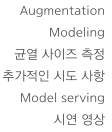 Augmentation
Modeling
균열 사이즈 측정
추가적인 시도 사항
Model serving
시연 영상